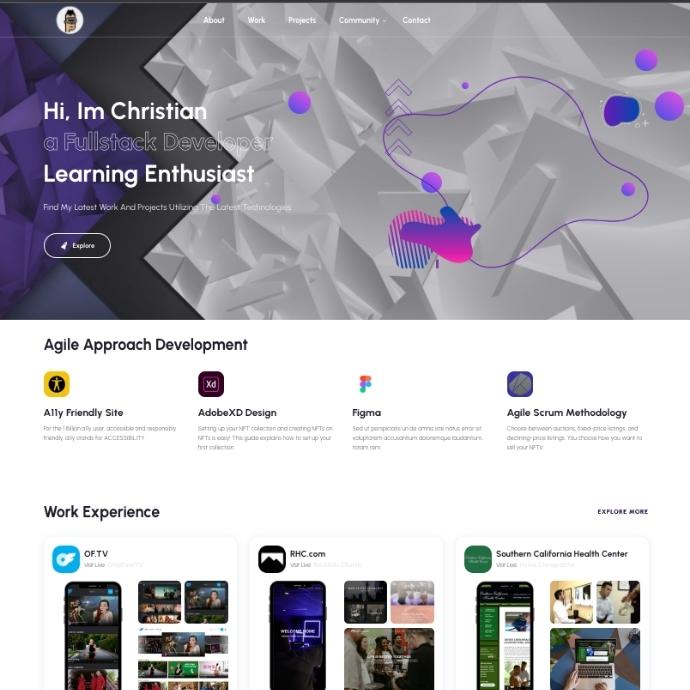 About Work Projects Community Contact
Hi, Im Christian
a Fullstack Developer
Learning Enthusiast
Find My Latest Work And Projects Utilizing The Latest Technologies
Explore
Agile Approach Development
Xd
A11y Friendly Site
AdobeXD Design
Figma
Agile Scrum Methodology
For the 1 Billion ally user, accessible and responsibly
friendly. ally stands for ACCESSIBILITY
Setting up your NFT collection and creating NFTs on
NFTs is easy! This guide explains how to set up your
first collection
Sed ut perspiciatis un de omnis iste natus error sit
voluptatem accusantium doloremque laudantium,
totam rem.
Choose between auctions, fixed-price listings, and
declining-price listings. You choose how you want to
sell your NFTs!
Work Experience
EXPLORE MORE
OF.TV
Visit Live: OnlyFansTV
RHC.com
Visit Live: RockHills Church
Southern California Health Center
Visit Live:
WELCOME HOME